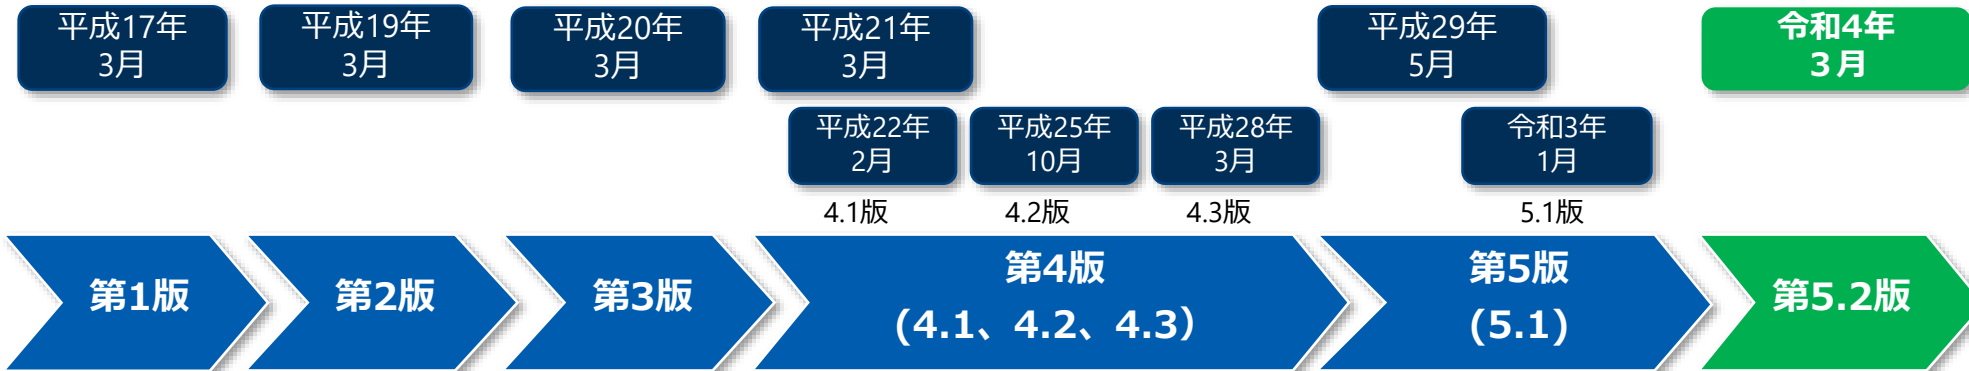 平成17年
3月
平成19年
3月
平成20年
3月
平成21年
3月
平成29年
5月
令和4年
３月
平成22年
2月
平成25年
10月
平成28年
3月
令和3年
1月
4.1版
4.2版
4.3版
5.1版
第1版
第2版
第3版
第4版
(4.1、4.2、4.3）
第5版
(5.1)
第5.2版